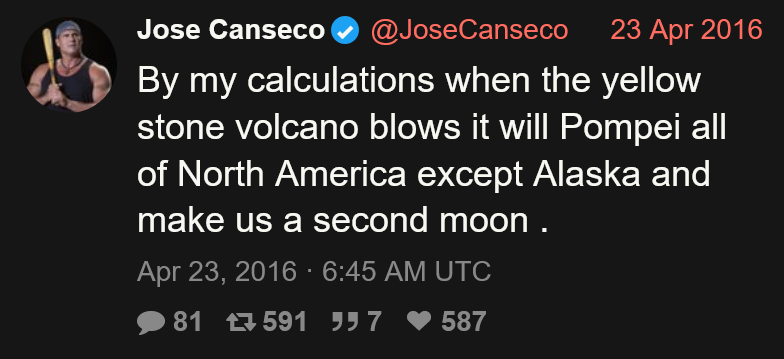 Jose Canseco @JoseCanseco 23 Apr 2016
By my calculations when the yellow
stone volcano blows it will Pompei all
of North America except Alaska and
make us a second moon .
Apr 23, 2016 · 6:45 AM UTC
81 591 7 587